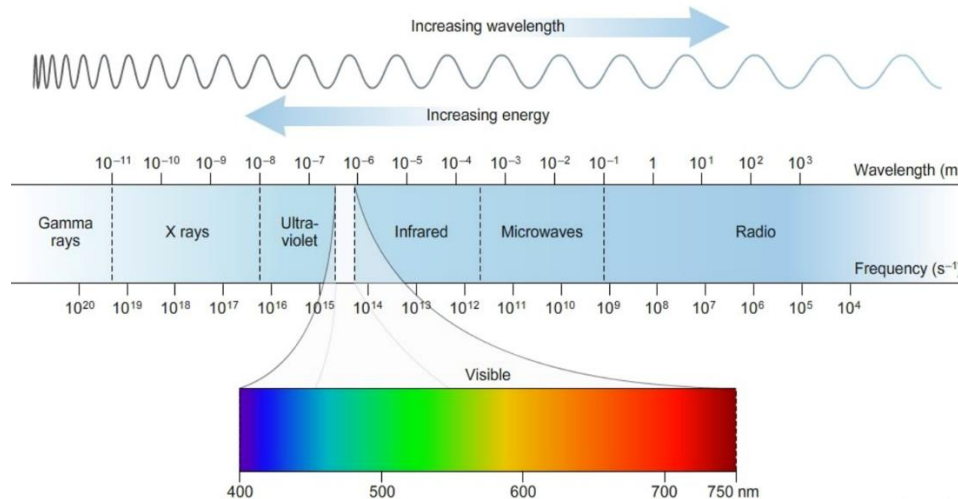 Increasing wavelength
Increasing energy
10⁻¹¹ 10⁻¹⁰ 10⁻⁹ 10⁻⁸ 10⁻⁷ 10⁻⁶ 10⁻⁵ 10⁻⁴ 10⁻³ 10⁻² 10⁻¹ 1 10¹ 10² 10³
Wavelength (m
Gamma rays X rays Ultra-violet Infrared Microwaves Radio
Frequency (s⁻¹)
10²⁰ 10¹⁹ 10¹⁸ 10¹⁷ 10¹⁶ 10¹⁵ 10¹⁴ 10¹³ 10¹² 10¹¹ 10¹⁰ 10⁹ 10⁸ 10⁷ 10⁶ 10⁵ 10⁴
Visible
400 500 600 700 750 nm